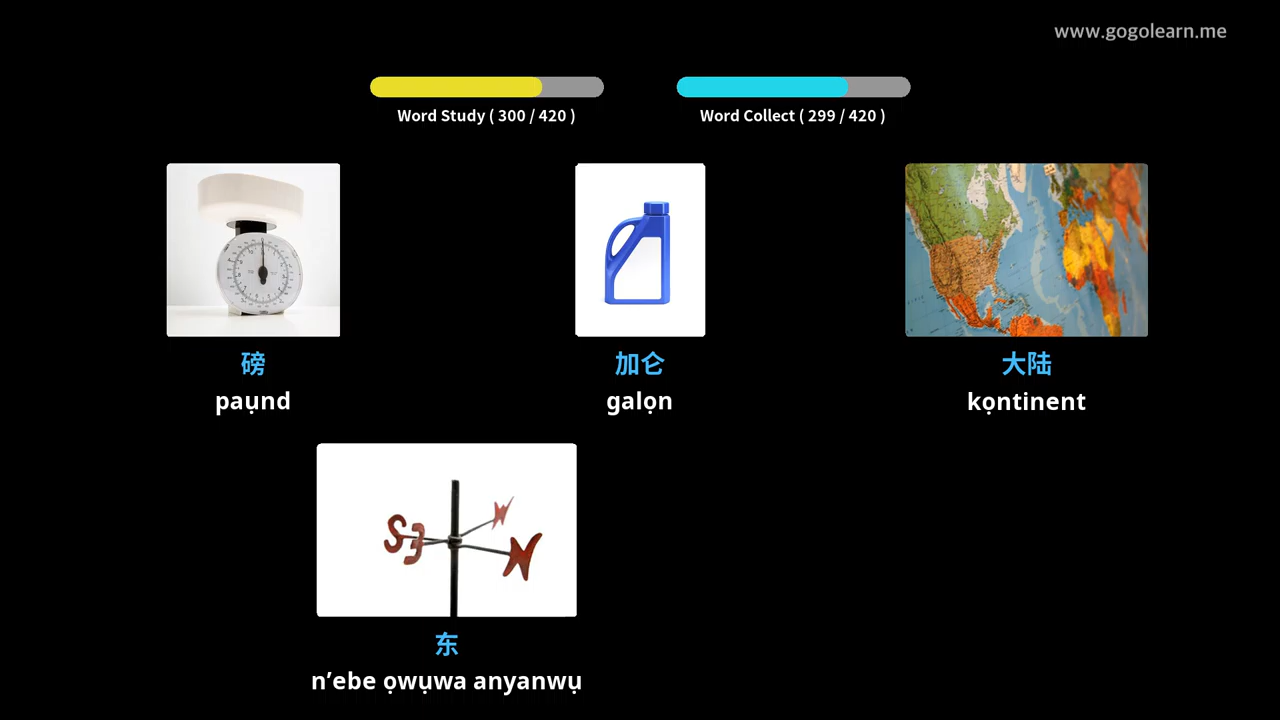 www.gogolearn.me
Word Study ( 300 / 420 )
Word Collect ( 299 / 420 )
磅
paụnd
加仑
galọn
大陆
kọntinent
东
n’ebe ọwụwa anyanwụ